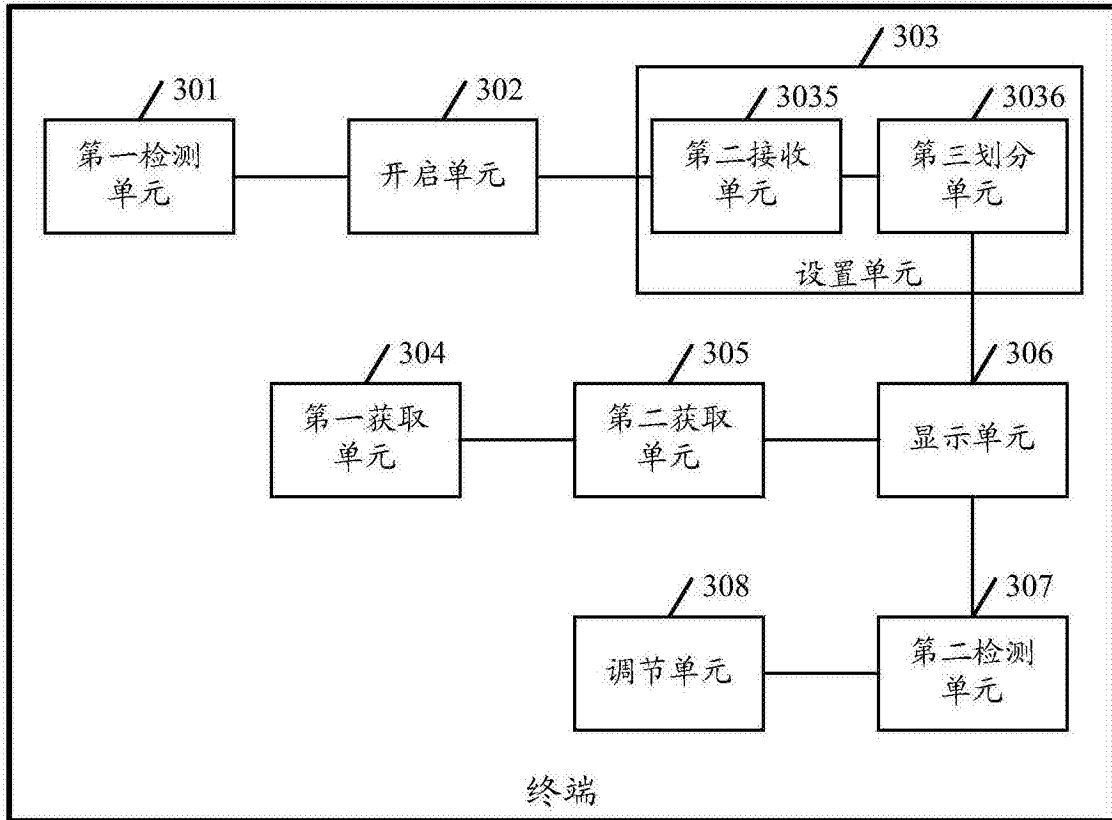 303
301
302
3035
3036
第一检测
单元
开启单元
第二接收
单元
第三划分
单元
设置单元
304
305
306
第一获取
单元
第二获取
单元
显示单元
308
307
调节单元
第二检测
单元
终端